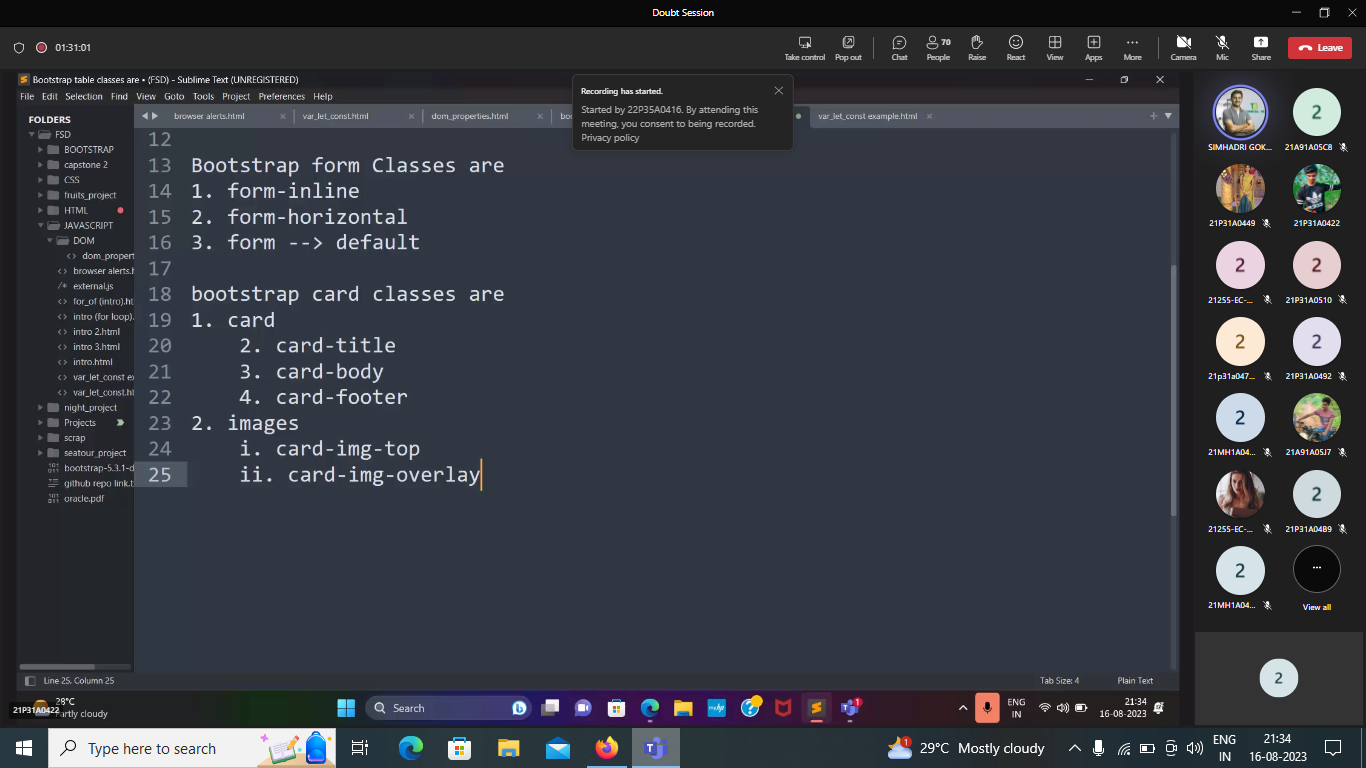 Doubt Session
01:31:01
Take control
Pop out
Chat
70
People
Raise
React
View
Apps
More
Camera
Mic
Share
Leave
Bootstrap table classes are • (FSD) - Sublime Text (UNREGISTERED)
File Edit Selection Find View Goto Tools Project Preferences Help
Recording has started.
Started by 22P35A0416. By attending this
meeting, you consent to being recorded.
Privacy policy
FOLDERS
FSD
BOOTSTRAP
capstone 2
CSS
fruits_project
HTML
JAVASCRIPT
DOM
dom_propert
browser alerts.h
external.js
for_of (intro).ht
intro (for loop).
intro 2.html
intro 3.html
intro.html
var_let_const ex
var_let_const.ht
night_project
Projects
scrap
seatour_project
bootstrap-5.3.1-d
github repo link.t
oracle.pdf
browser alerts.html
var_let_const.html
dom_properties.html
boo
var_let_const example.html
12
13 Bootstrap form Classes are
14 1. form-inline
15 2. form-horizontal
16 3. form --> default
17
18 bootstrap card classes are
19 1. card
20 2. card-title
21 3. card-body
22 4. card-footer
23 2. images
24 i. card-img-top
25 ii. card-img-overlay
Line 25, Column 25
Tab Size: 4
Plain Text
SIMHADRI GOK...
2
21A91A05C8
21P31A0449
21P31A0422
2
21255-EC-...
2
21P31A0510
2
21p31a047...
2
21P31A0492
2
21MH1A04...
21A91A05J7
21255-EC-...
2
21P31A04B9
2
21MH1A04...
...
View all
2
28°C
Partly cloudy
21P31A0422
Search
ENG
IN
21:34
16-08-2023
Type here to search
29°C Mostly cloudy
ENG
IN
21:34
16-08-2023